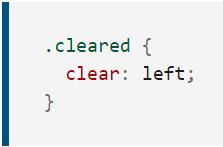 .cleared {
  clear: left;
}